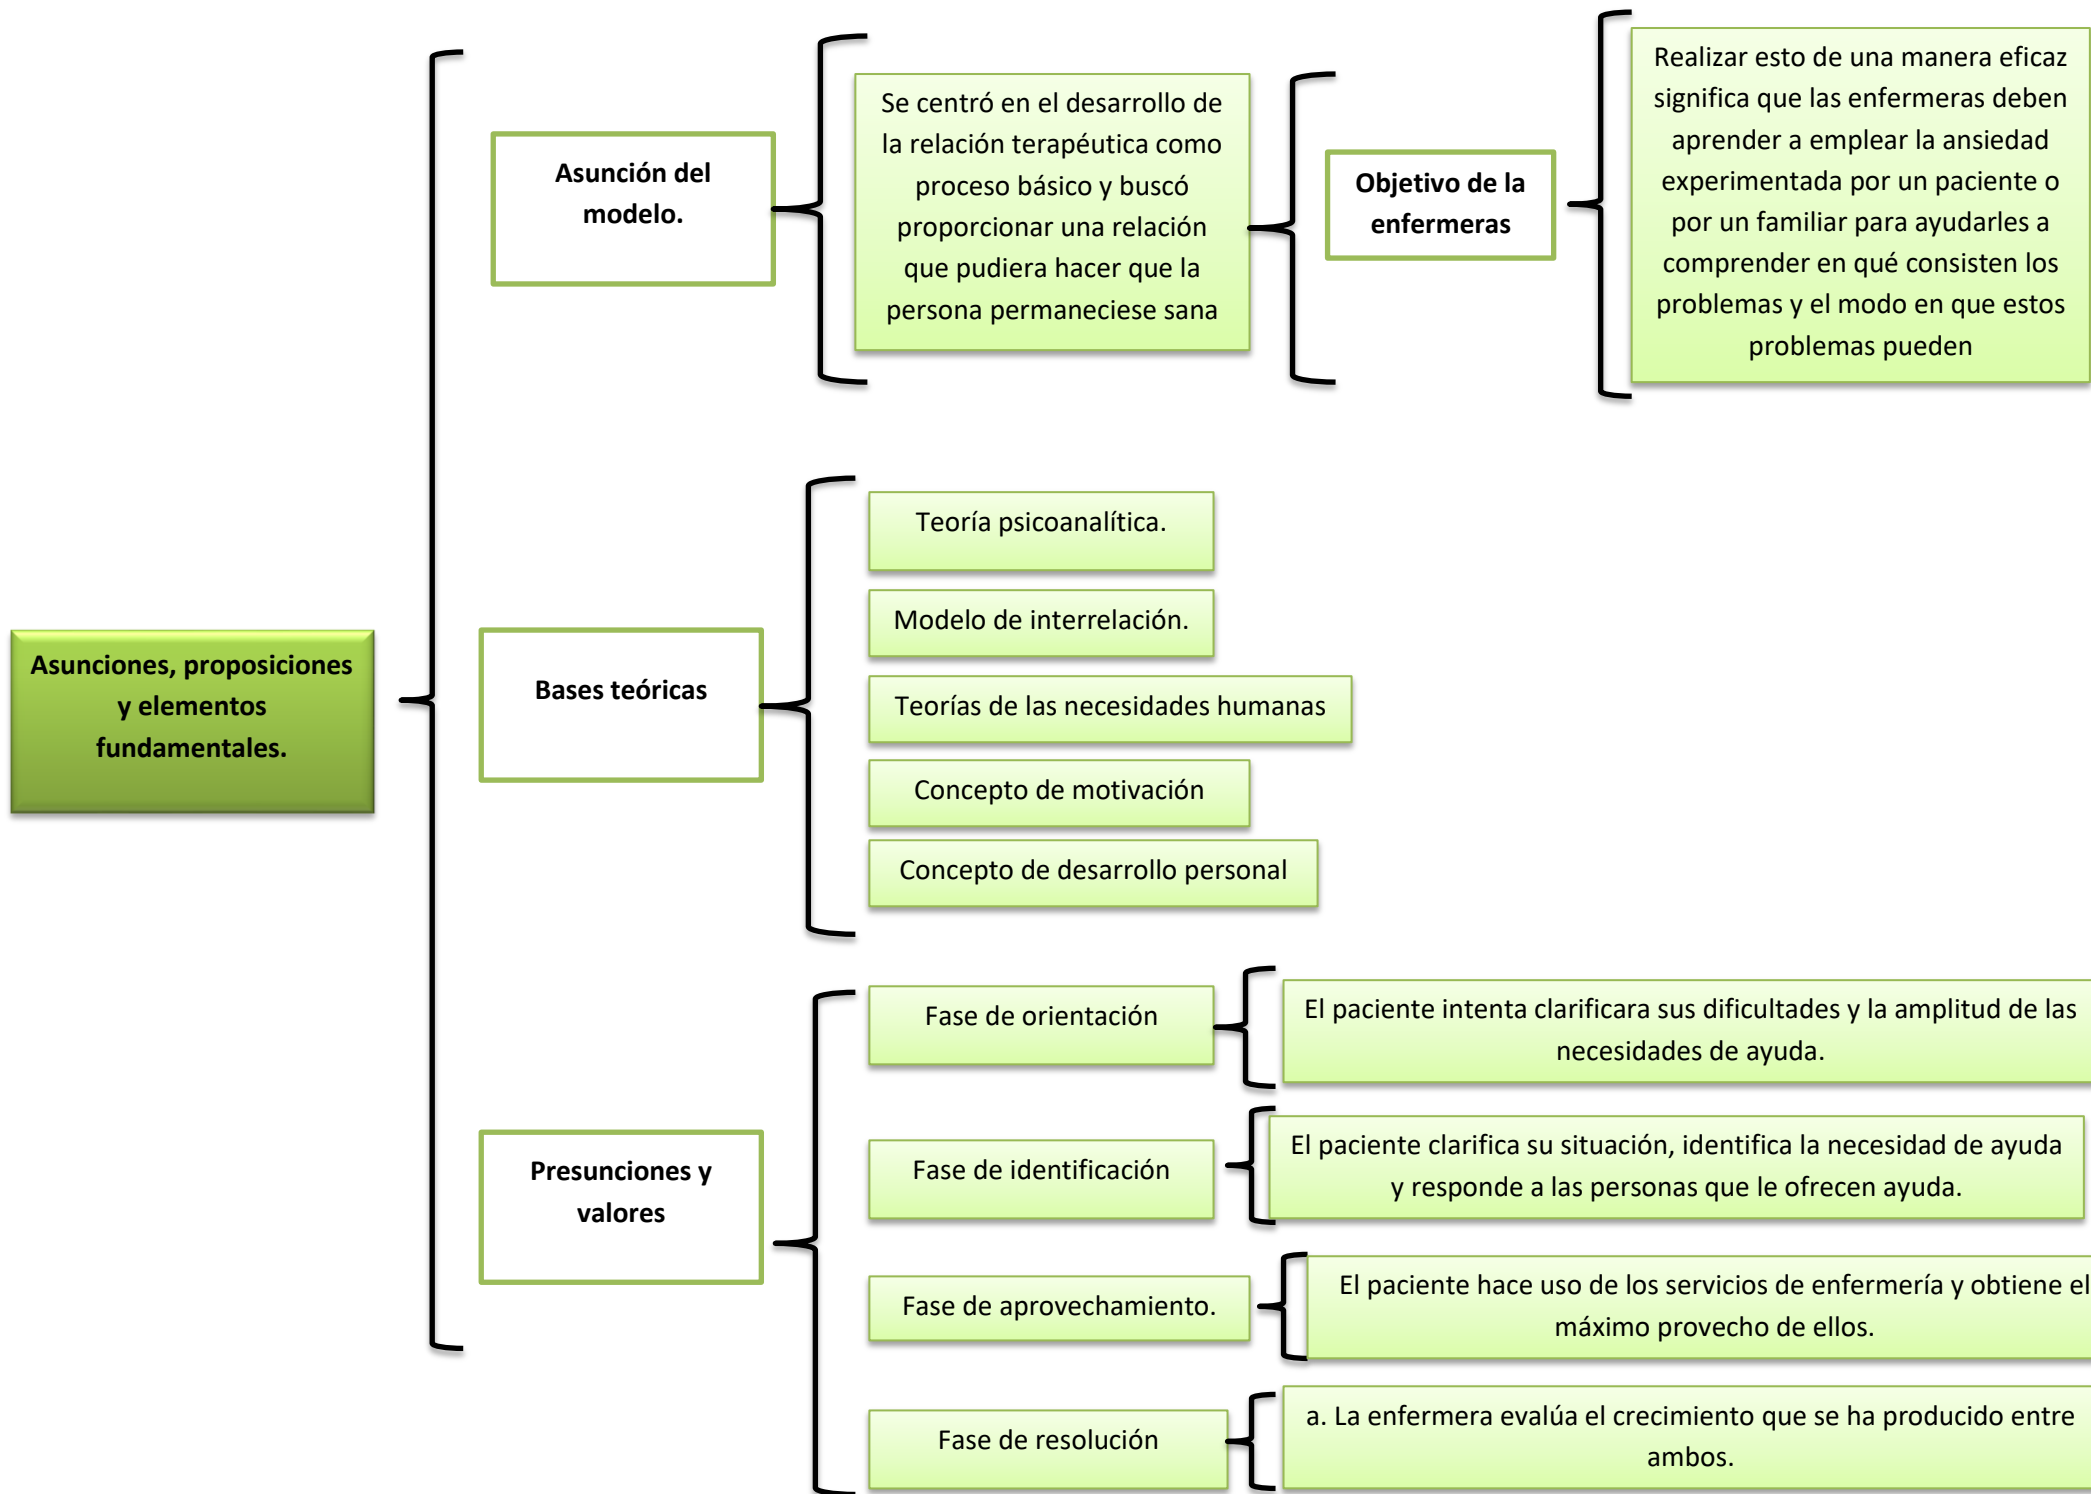 Asunciones, proposiciones
y elementos
fundamentales.
Asunción del
modelo.
Se centró en el desarrollo de
la relación terapéutica como
proceso básico y buscó
proporcionar una relación
que pudiera hacer que la
persona permaneciese sana
Objetivo de la
enfermeras
Realizar esto de una manera eficaz
significa que las enfermeras deben
aprender a emplear la ansiedad
experimentada por un paciente o
por un familiar para ayudarles a
comprender en qué consisten los
problemas y el modo en que estos
problemas pueden
Bases teóricas
Teoría psicoanalítica.
Modelo de interrelación.
Teorías de las necesidades humanas
Concepto de motivación
Concepto de desarrollo personal
Presunciones y
valores
Fase de orientación
El paciente intenta clarificara sus dificultades y la amplitud de las
necesidades de ayuda.
Fase de identificación
El paciente clarifica su situación, identifica la necesidad de ayuda
y responde a las personas que le ofrecen ayuda.
Fase de aprovechamiento.
El paciente hace uso de los servicios de enfermería y obtiene el
máximo provecho de ellos.
Fase de resolución
a. La enfermera evalúa el crecimiento que se ha producido entre
ambos.